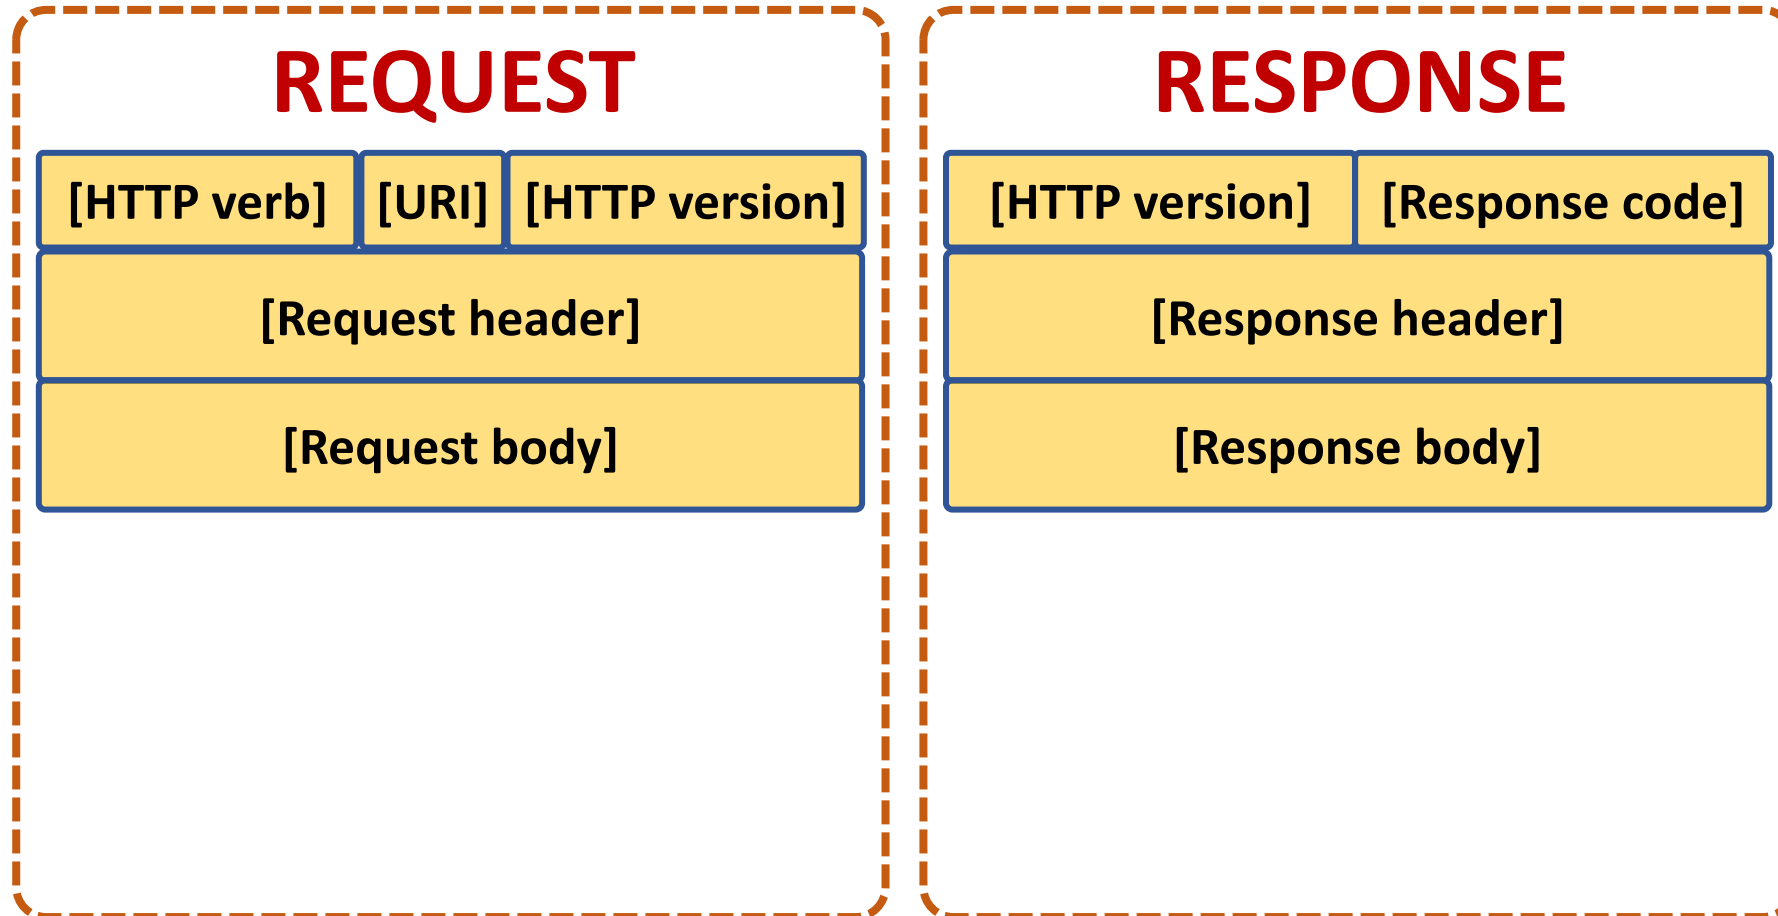 REQUEST
[HTTP verb] [URI] [HTTP version]
[Request header]
[Request body]
RESPONSE
[HTTP version] [Response code]
[Response header]
[Response body]